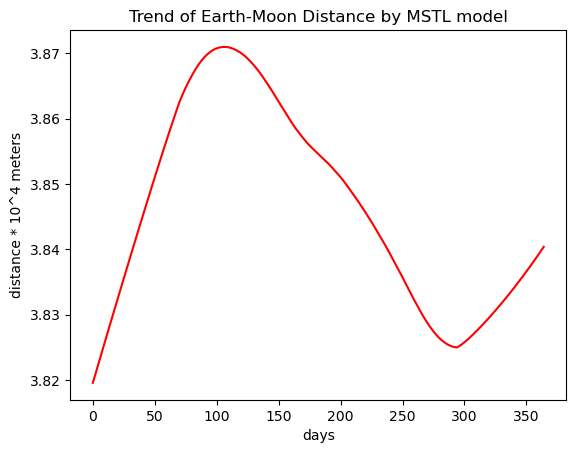 Trend of Earth-Moon Distance by MSTL model
3.87
3.86
3.85
3.84
3.83
3.82
distance * 10^4 meters
0 50 100 150 200 250 300 350
days